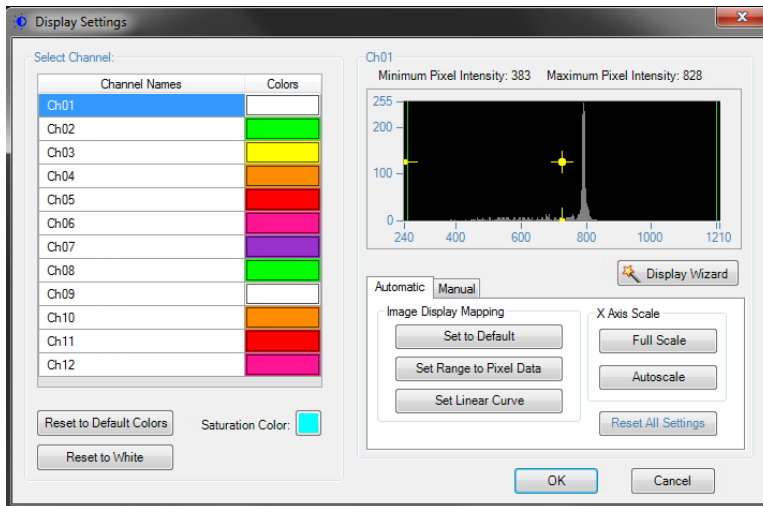 Display Settings
x
Select Channel:
Channel Names Colors
Ch01
Ch02
Ch03
Ch04
Ch05
Ch06
Ch07
Ch08
Ch09
Ch10
Ch11
Ch12
Reset to Default Colors Saturation Color:
Reset to White
Ch01
Minimum Pixel Intensity: 383 Maximum Pixel Intensity: 828
255
200
100
0
240 400 600 800 1000 1210
Display Wizard
Automatic Manual
Image Display Mapping
Set to Default
Set Range to Pixel Data
Set Linear Curve
X Axis Scale
Full Scale
Autoscale
Reset All Settings
OK Cancel